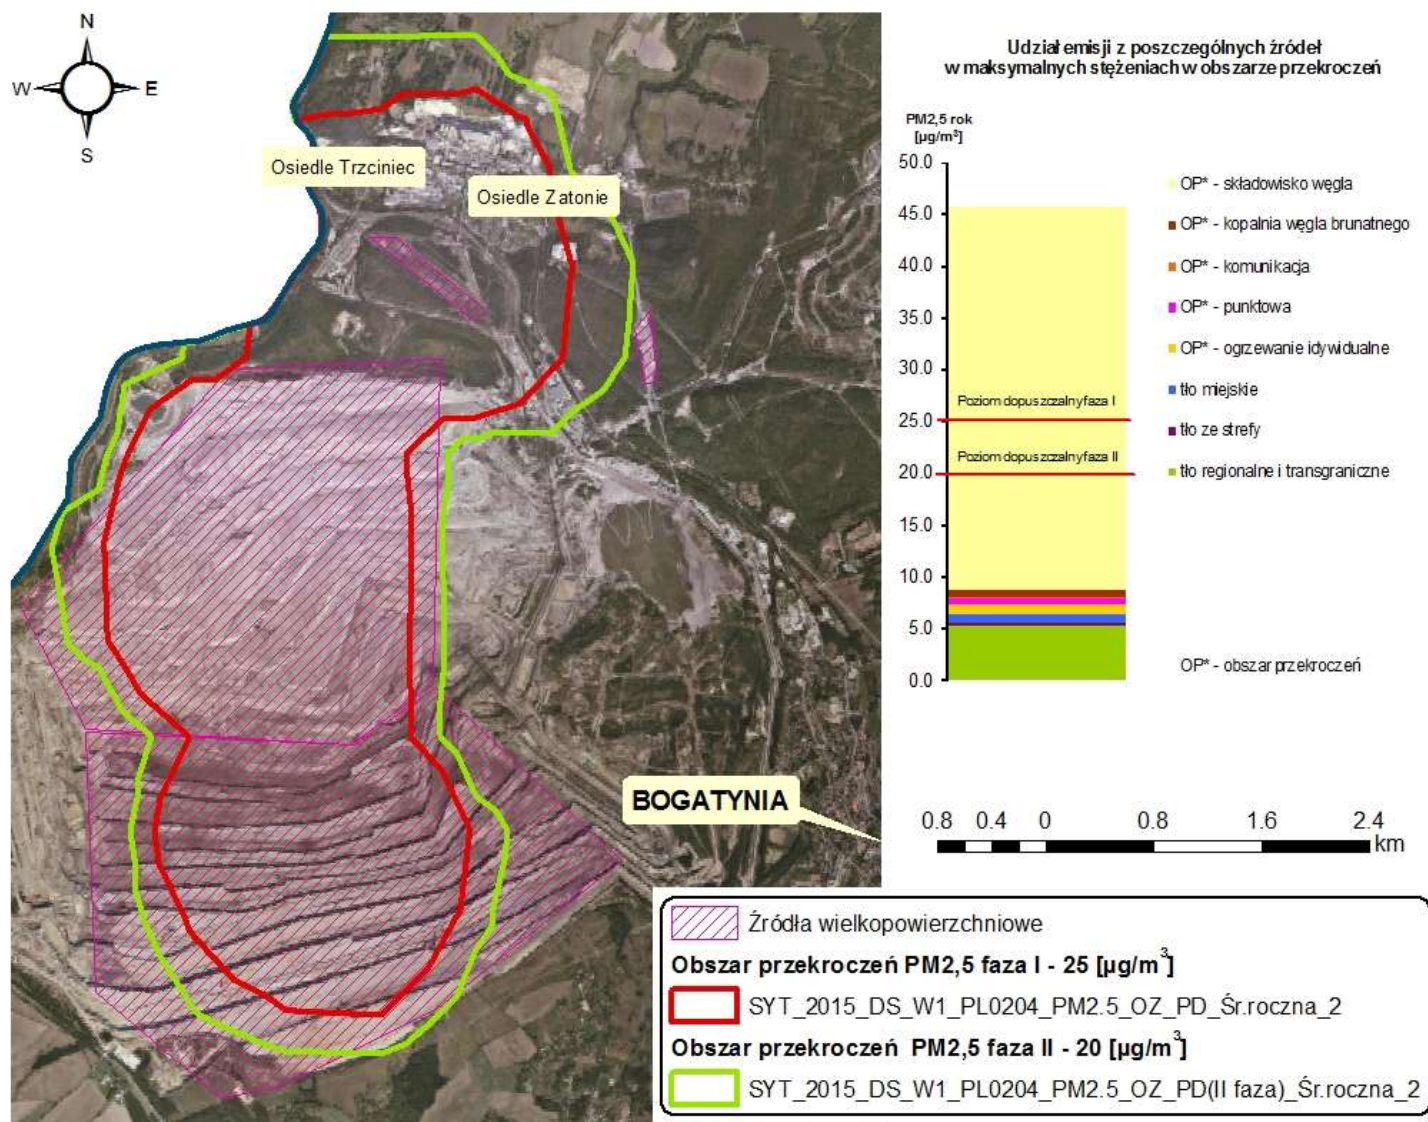 N
W
E
S
Osiedle Trzciniec
Osiedle Zatonie
BOGATYNIA
Udział emisji z poszczególnych źródeł
w maksymalnych stężeniach w obszarze przekroczeń
PM2,5 rok
[µg/m³]
50.0
45.0
40.0
35.0
30.0
25.0
20.0
15.0
10.0
5.0
0.0
Poziom dopuszczalny faza I
Poziom dopuszczalny faza II
OP* - składowisko węgla
OP* - kopalnia węgla brunatnego
OP* - komunikacja
OP* - punktowa
OP* - ogrzewanie idywidualne
tło miejskie
tło ze strefy
tło regionalne i transgraniczne
OP* - obszar przekroczeń
0.8 0.4 0 0.8 1.6 2.4
km
Źródła wielkopowierzchniowe
Obszar przekroczeń PM2,5 faza I - 25 [µg/m³]
SYT_2015_DS_W1_PL0204_PM2.5_OZ_PD_Śr.roczna_2
Obszar przekroczeń PM2,5 faza II - 20 [µg/m³]
SYT_2015_DS_W1_PL0204_PM2.5_OZ_PD(II faza)_Śr.roczna_2